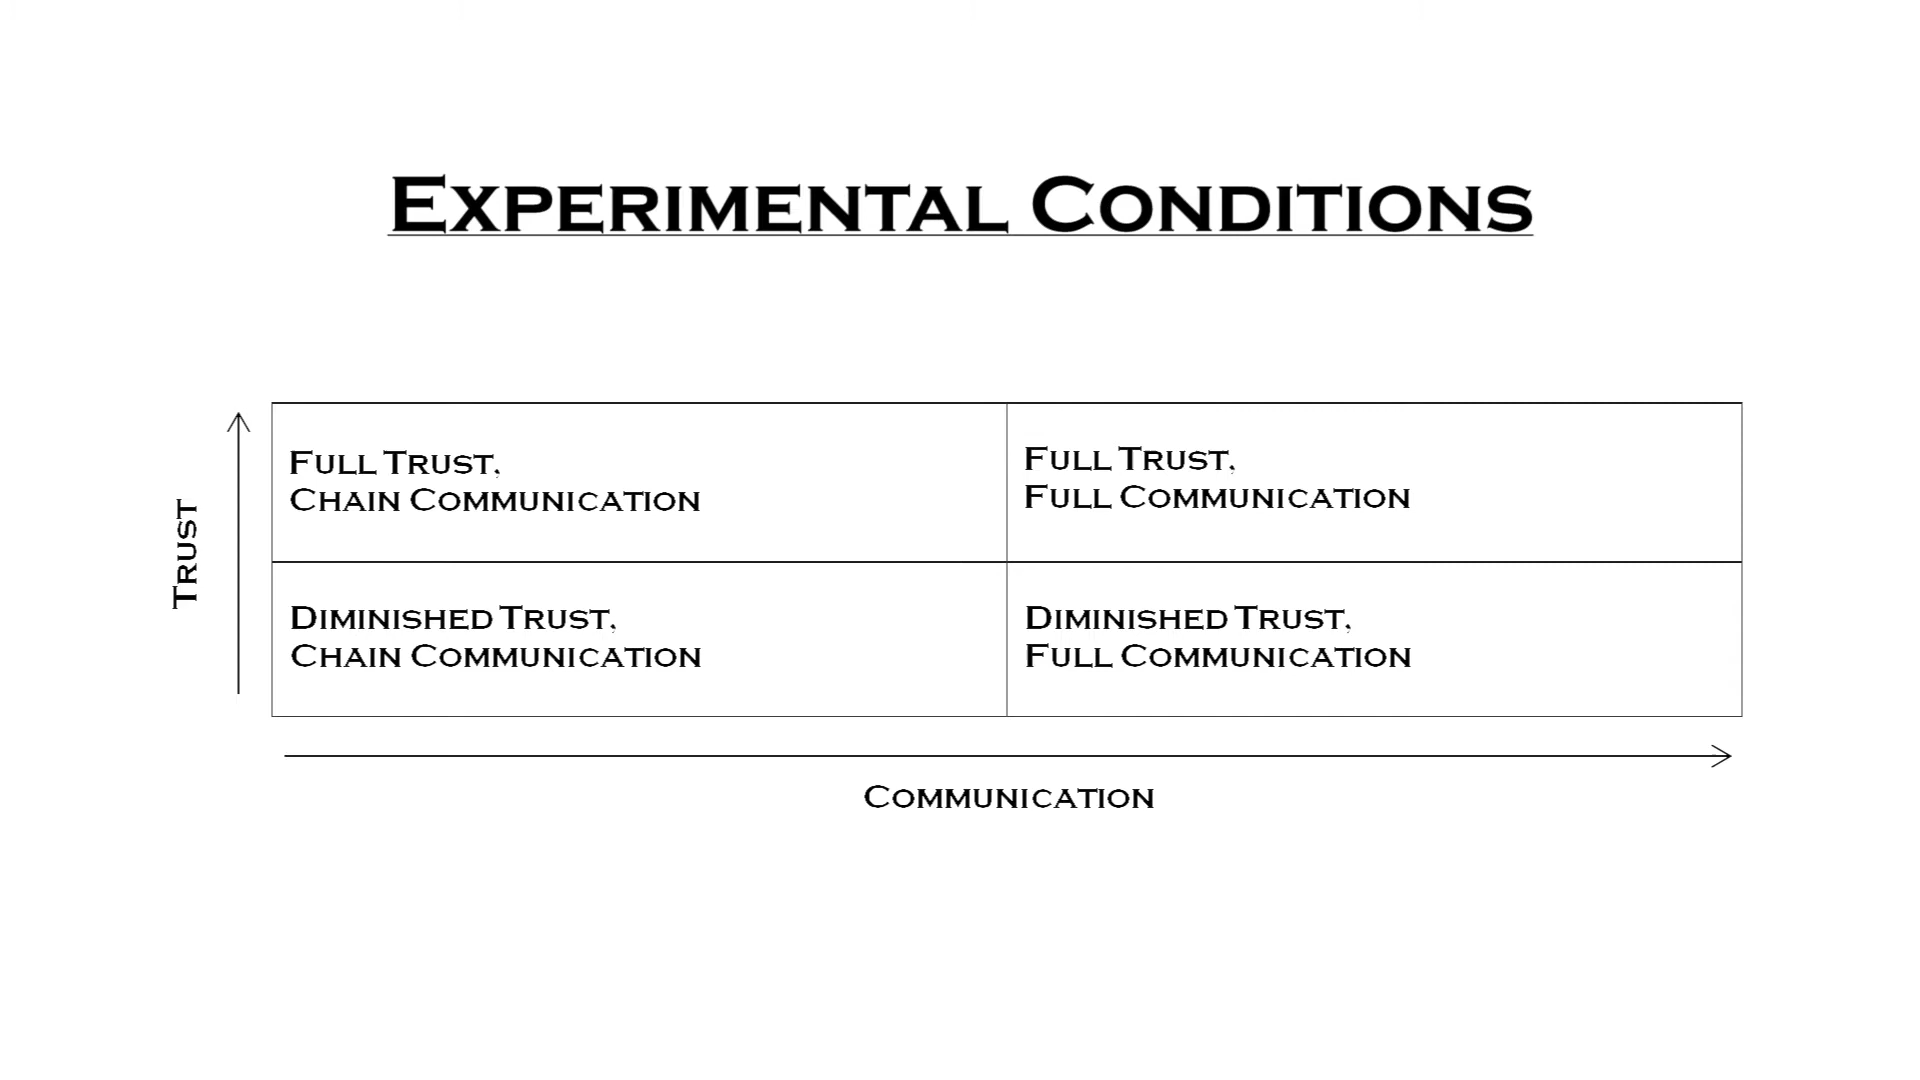 Experimental Conditions
Full Trust,
Chain Communication
Full Trust,
Full Communication
Trust
Diminished Trust,
Chain Communication
Diminished Trust,
Full Communication
Communication